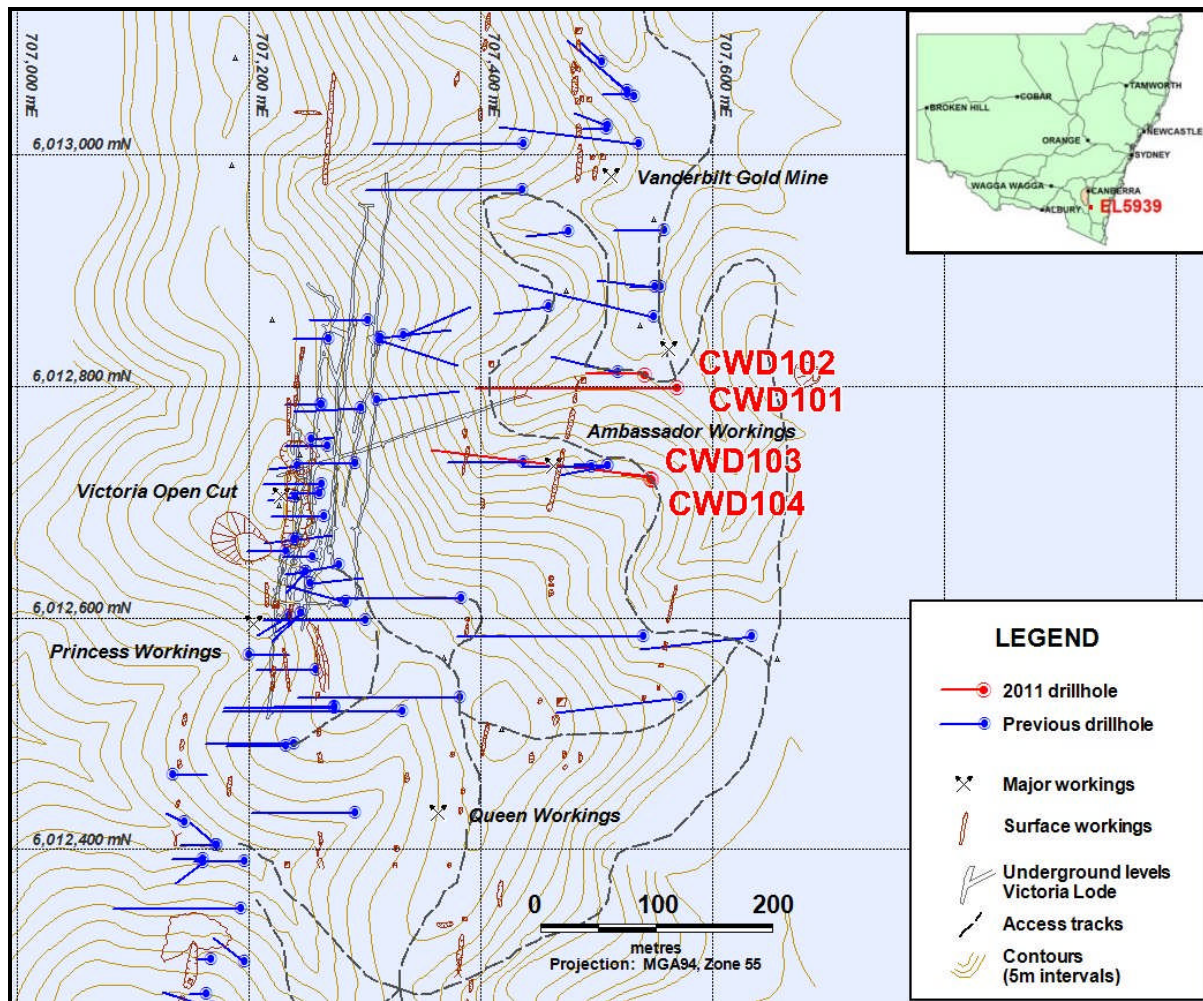 707,000 mE
707,200 mE
707,400 mE
707,600 mE
6,013,000 mN
6,012,800 mN
6,012,600 mN
6,012,400 mN
Vanderbilt Gold Mine
CWD102
CWD101
Ambassador Workings
CWD103
CWD104
Victoria Open Cut
Princess Workings
Queen Workings
0 100 200
metres
Projection: MGA94, Zone 55
TAMWORTH
COBAR
BROKEN HILL
NEWCASTLE
ORANGE
SYDNEY
WAGGA WAGGA
CANBERRA
ALBURY
EL5939
LEGEND
2011 drillhole
Previous drillhole
Major workings
Surface workings
Underground levels
Victoria Lode
Access tracks
Contours
(5m intervals)